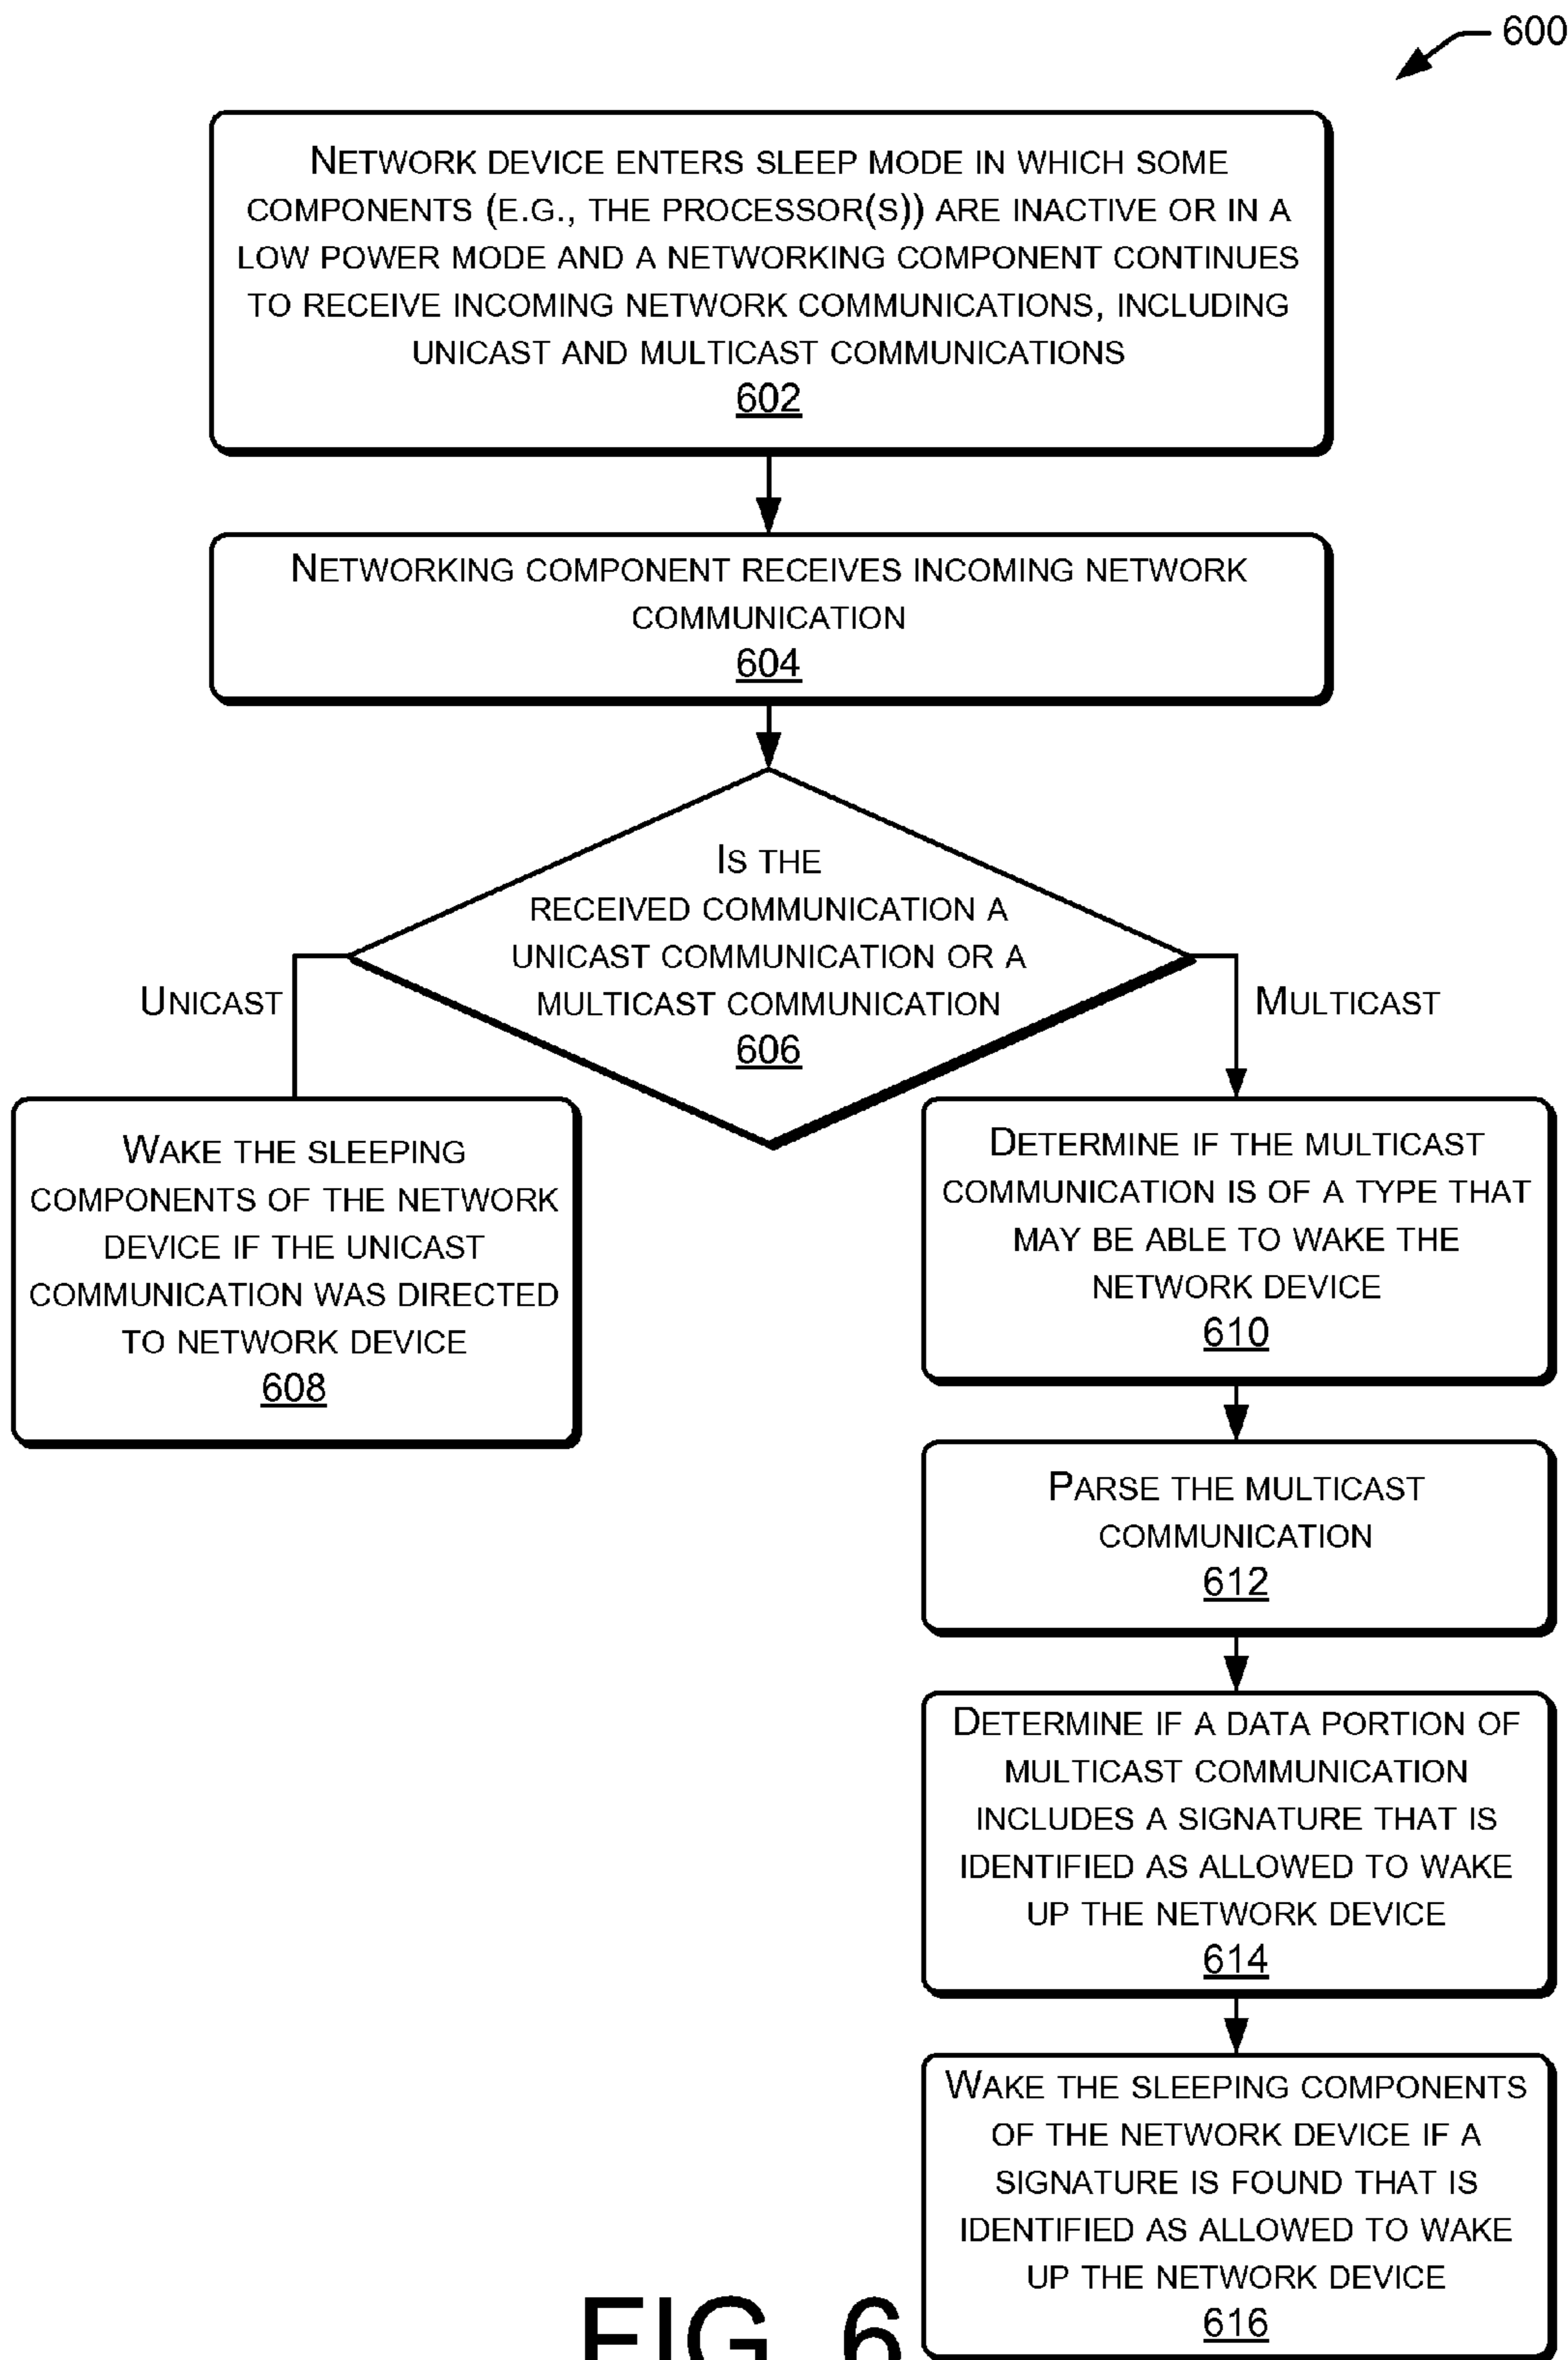 600
NETWORK DEVICE ENTERS SLEEP MODE IN WHICH SOME
COMPONENTS (E.G., THE PROCESSOR(S)) ARE INACTIVE OR IN A
LOW POWER MODE AND A NETWORKING COMPONENT CONTINUES
TO RECEIVE INCOMING NETWORK COMMUNICATIONS, INCLUDING
UNICAST AND MULTICAST COMMUNICATIONS
602
NETWORKING COMPONENT RECEIVES INCOMING NETWORK
COMMUNICATION
604
IS THE
RECEIVED COMMUNICATION A
UNICAST COMMUNICATION OR A
MULTICAST COMMUNICATION
606
UNICAST
MULTICAST
WAKE THE SLEEPING
COMPONENTS OF THE NETWORK
DEVICE IF THE UNICAST
COMMUNICATION WAS DIRECTED
TO NETWORK DEVICE
608
DETERMINE IF THE MULTICAST
COMMUNICATION IS OF A TYPE THAT
MAY BE ABLE TO WAKE THE
NETWORK DEVICE
610
PARSE THE MULTICAST
COMMUNICATION
612
DETERMINE IF A DATA PORTION OF
MULTICAST COMMUNICATION
INCLUDES A SIGNATURE THAT IS
IDENTIFIED AS ALLOWED TO WAKE
UP THE NETWORK DEVICE
614
WAKE THE SLEEPING COMPONENTS
OF THE NETWORK DEVICE IF A
SIGNATURE IS FOUND THAT IS
IDENTIFIED AS ALLOWED TO WAKE
UP THE NETWORK DEVICE
616
FIG. 6